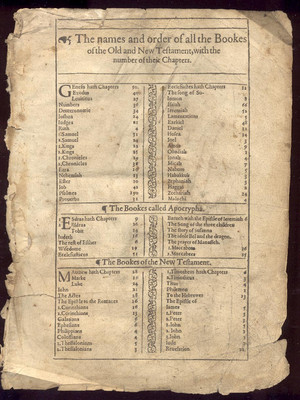 The names and order of all the Bookes
of the Old and New Testament, with the
number of their Chapters.
Genesis hath Chapters 50
Exodus 40
Leuiticus 27
Numbers 36
Deuteronomie 34
Ioshua 24
Iudges 21
Ruth 4
1.Samuel 31
2.Samuel 24
1.Kings 22
2.Kings 25
1.Chronicles 29
2.Chronicles 36
Ezra 10
Nehemiah 13
Ester 10
Iob 42
Psalmes 150
Prouerbs 31
Ecclesiastes hath Chapters 12
The Song of So-
lomon 8
Isaiah 66
Ieremiah 52
Lamentations 5
Ezekiel 48
Daniel 12
Hosea 14
Ioel 3
Amos 9
Obadiah 1
Ionah 4
Micah 7
Nahum 3
Habakkuk 3
Zephaniah 3
Haggai 2
Zechariah 14
Malachi 4
The Bookes called Apocrypha.
Esdras hath Chapters 9
2.Esdras 16
Tobit 14
The rest of Esther 6
Wisedome 19
Ecclesiasticus 51
Baruch with the Epistle of Ieremiah 6
The Song of the three children
The story of Susanna
The idole Bel and the dragon.
The prayer of Manasseh.
1.Maccabees 16
2.Maccabees 15
The Bookes of the New Testament.
Matthew hath Chapters 28
Marke 16
Luke 24
Iohn 21
The Actes 28
The Epistle to the Romanes 16
1.Corinthians 16
2.Corinthians 13
Galatians 6
Ephesians 6
Philippians 4
Colossians 4
1.Thessalonians 5
2.Thessalonians 3
1.Timotheus hath Chapters 6
2.Timotheus 4
Titus 3
Philemon 1
To the Hebrewes 13
The Epistle of
Iames 5
1.Peter 5
2.Peter 3
1.Iohn 5
2.Iohn 1
3.Iohn 1
Iude 1
Reuelation 22